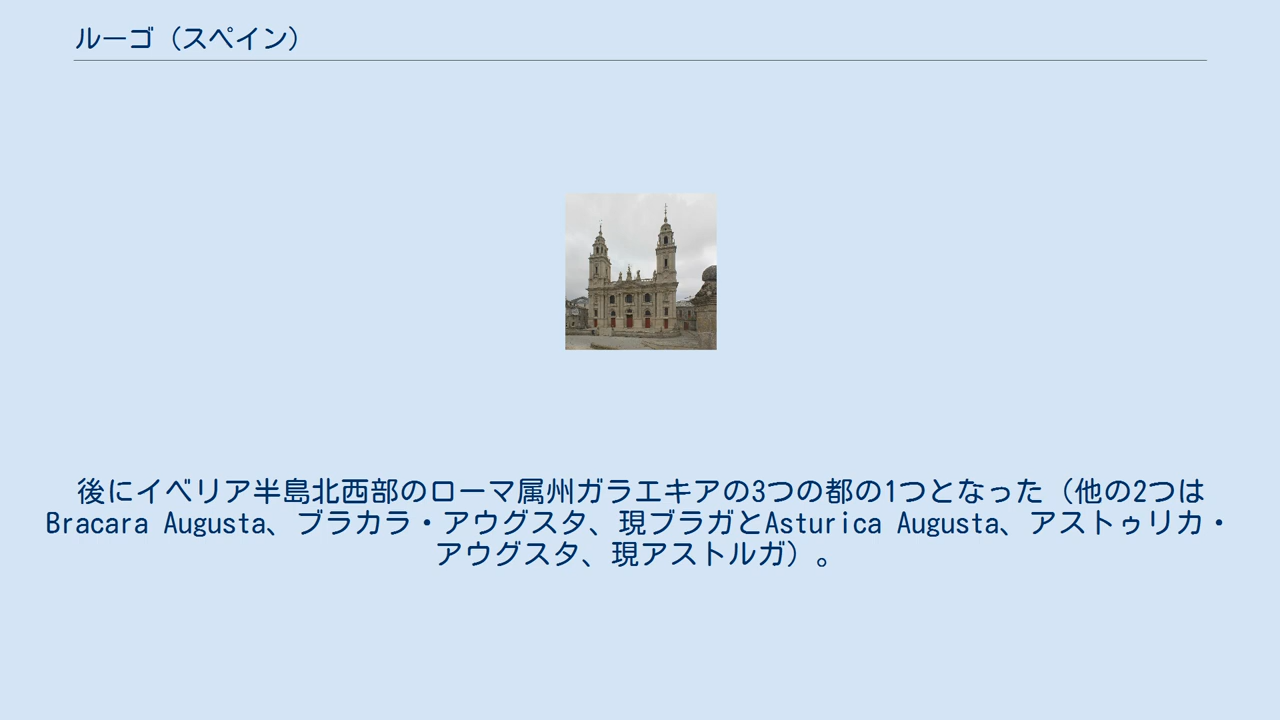 ルーゴ（スペイン）
後にイベリア半島北西部のローマ属州ガラエキアの3つの都の1つとなった（他の2つは
Bracara Augusta、ブラカラ・アウグスタ、現ブラガとAsturica Augusta、アストゥリカ・
アウグスタ、現アストルガ）。